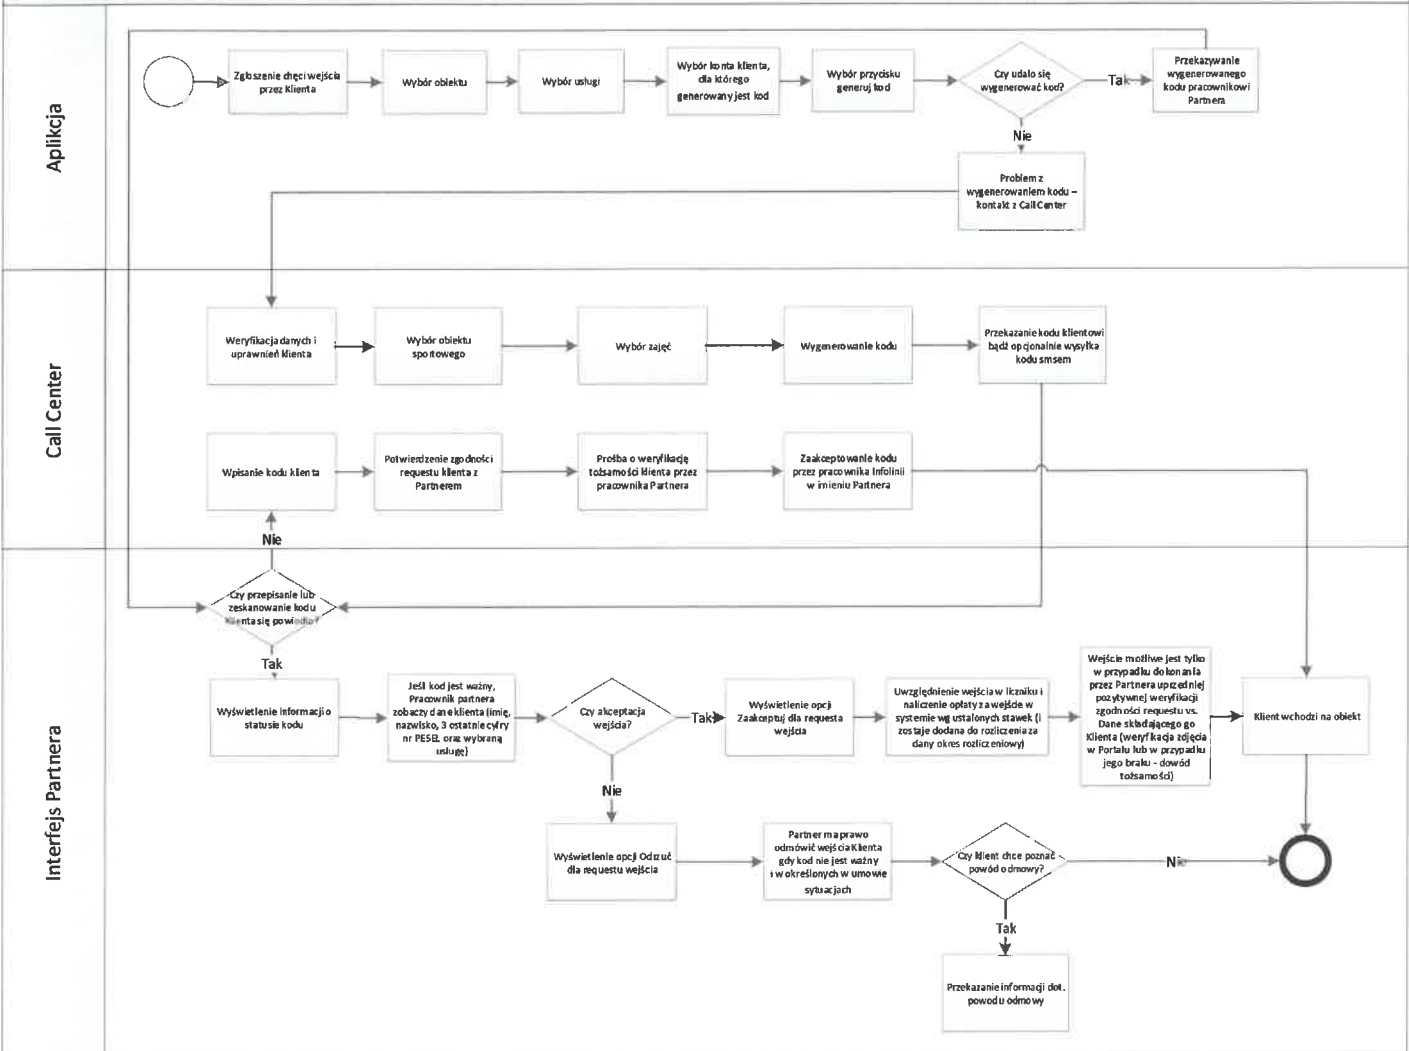 Aplikcja
Zgłoszenie chęci wejścia
przez Klienta
Wybór obiektu
Wybór usługi
Wybór konta klienta,
dla którego
generowany jest kod
Wybór przycisku
generuj kod
Czy udało się
wygenerować kod?
Tak
Przekazywanie
wygenerowanego
kodu pracownikowi
Partnera
Nie
Problem z
wygenerowaniem kodu –
kontakt z Call Center
Call Center
Weryfikacja danych i
uprawnień klienta
Wybór obiektu
sportowego
Wybór zajęć
Wygenerowanie kodu
Przekazanie kodu klientowi
bądź opcjonalnie wysyłka
kodu smsem
Wpisanie kodu klienta
Potwierdzenie zgodności
requestu klienta z
Partnerem
Prośba o weryfikację
tożsamości klienta przez
pracownika Partnera
Zaakceptowanie kodu
przez pracownika Infolinii
w imieniu Partnera
Nie
Interfejs Partnera
Czy przepisanie lub
zeskanowanie kodu
Klienta się powiodło?
Tak
Wyświetlenie informacji o
statusie kodu
Jeśli kod jest ważny,
Pracownik partnera
zobaczy dane klienta (imię,
nazwisko, 3 ostatnie cyfry
nr PESEL oraz wybraną
usługę)
Czy akceptacja
wejścia?
Tak
Wyświetlenie opcji
Zaakceptuj dla requesta
wejścia
Uwzględnienie wejścia w liczniku i
naliczenie opłaty za wejście w
systemie wg ustalonych stawek (i
zostaje dodana do rozliczenia za
dany okres rozliczeniowy)
Wejście możliwe jest tylko
w przypadku dokonania
przez Partnera uprzedniej
pozytywnej weryfikacji
zgodności requestu vs.
Dane składającego go
Klienta (weryfikacja zdjęcia
w Portalu lub w przypadku
jego braku - dowód
tożsamości)
Klient wchodzi na obiekt
Nie
Wyświetlenie opcji Odrzuć
dla requestu wejścia
Partner ma prawo
odmówić wejścia Klienta
gdy kod nie jest ważny
i w określonych w umowie
sytuacjach
Czy klient chce poznać
powód odmowy?
Nie
Tak
Przekazanie informacji dot.
powodu odmowy